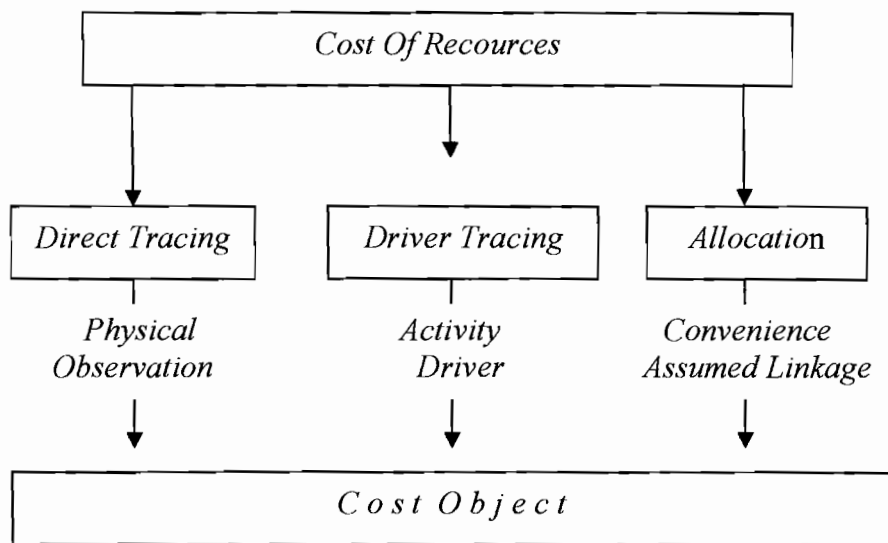 Cost Of Recources
Direct Tracing
Driver Tracing
Allocation
Physical
Observation
Activity
Driver
Convenience
Assumed Linkage
Cost Object